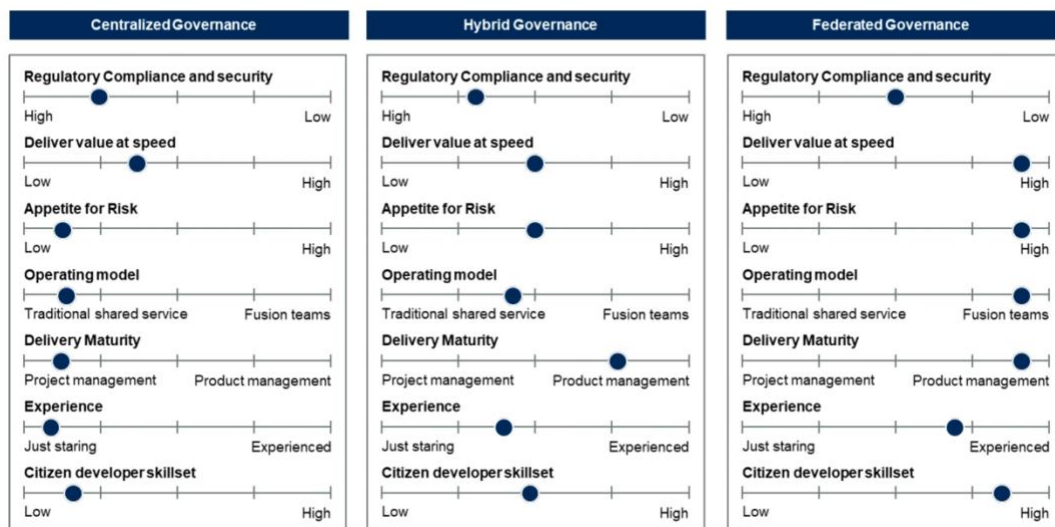 Centralized Governance
Regulatory Compliance and security
High Low
Deliver value at speed
Low High
Appetite for Risk
Low High
Operating model
Traditional shared service Fusion teams
Delivery Maturity
Project management Product management
Experience
Just staring Experienced
Citizen developer skillset
Low High
Hybrid Governance
Regulatory Compliance and security
High Low
Deliver value at speed
Low High
Appetite for Risk
Low High
Operating model
Traditional shared service Fusion teams
Delivery Maturity
Project management Product management
Experience
Just staring Experienced
Citizen developer skillset
Low High
Federated Governance
Regulatory Compliance and security
High Low
Deliver value at speed
Low High
Appetite for Risk
Low High
Operating model
Traditional shared service Fusion teams
Delivery Maturity
Project management Product management
Experience
Just staring Experienced
Citizen developer skillset
Low High